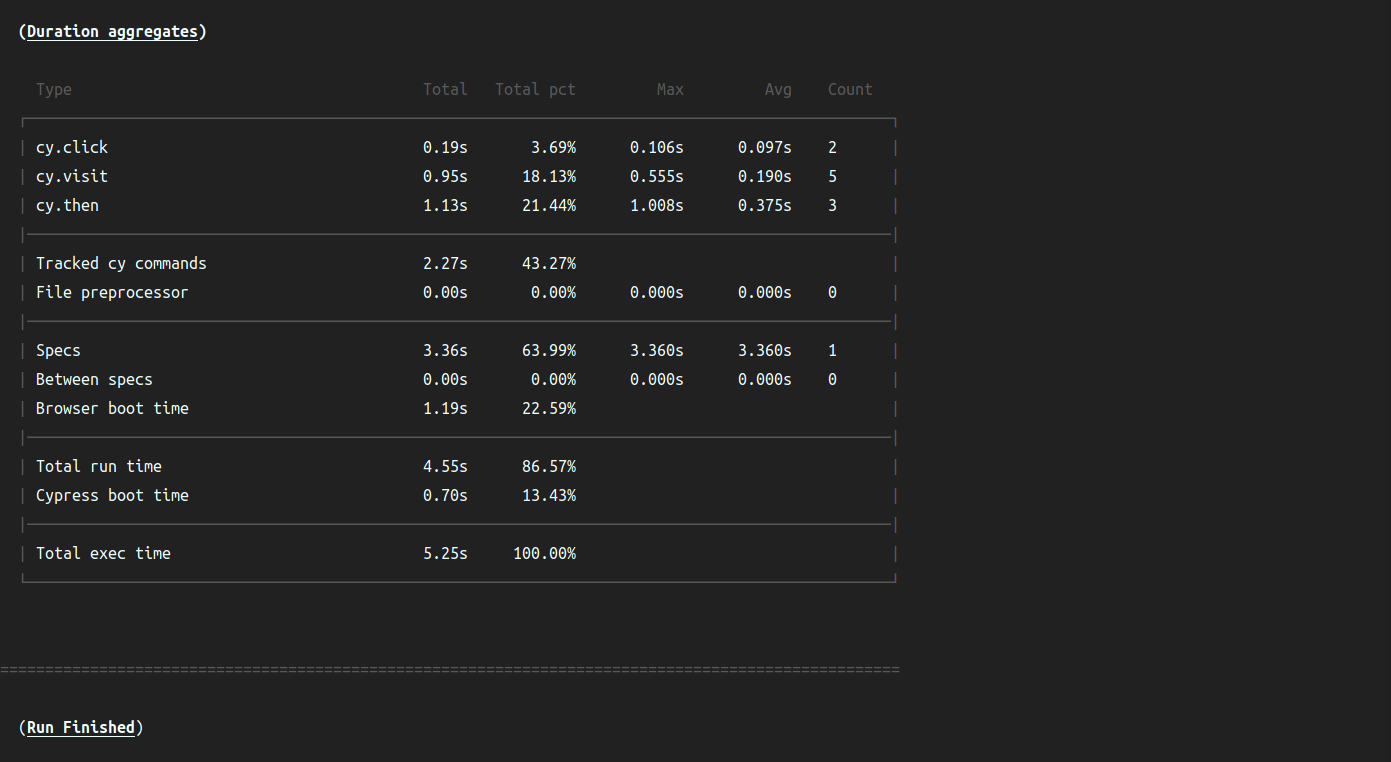 (Duration aggregates)
Type Total Total pct Max Avg Count
cy.click 0.19s 3.69% 0.106s 0.097s 2
cy.visit 0.95s 18.13% 0.555s 0.190s 5
cy.then 1.13s 21.44% 1.008s 0.375s 3
Tracked cy commands 2.27s 43.27%
File preprocessor 0.00s 0.00% 0.000s 0.000s 0
Specs 3.36s 63.99% 3.360s 3.360s 1
Between specs 0.00s 0.00% 0.000s 0.000s 0
Browser boot time 1.19s 22.59%
Total run time 4.55s 86.57%
Cypress boot time 0.70s 13.43%
Total exec time 5.25s 100.00%
(Run Finished)